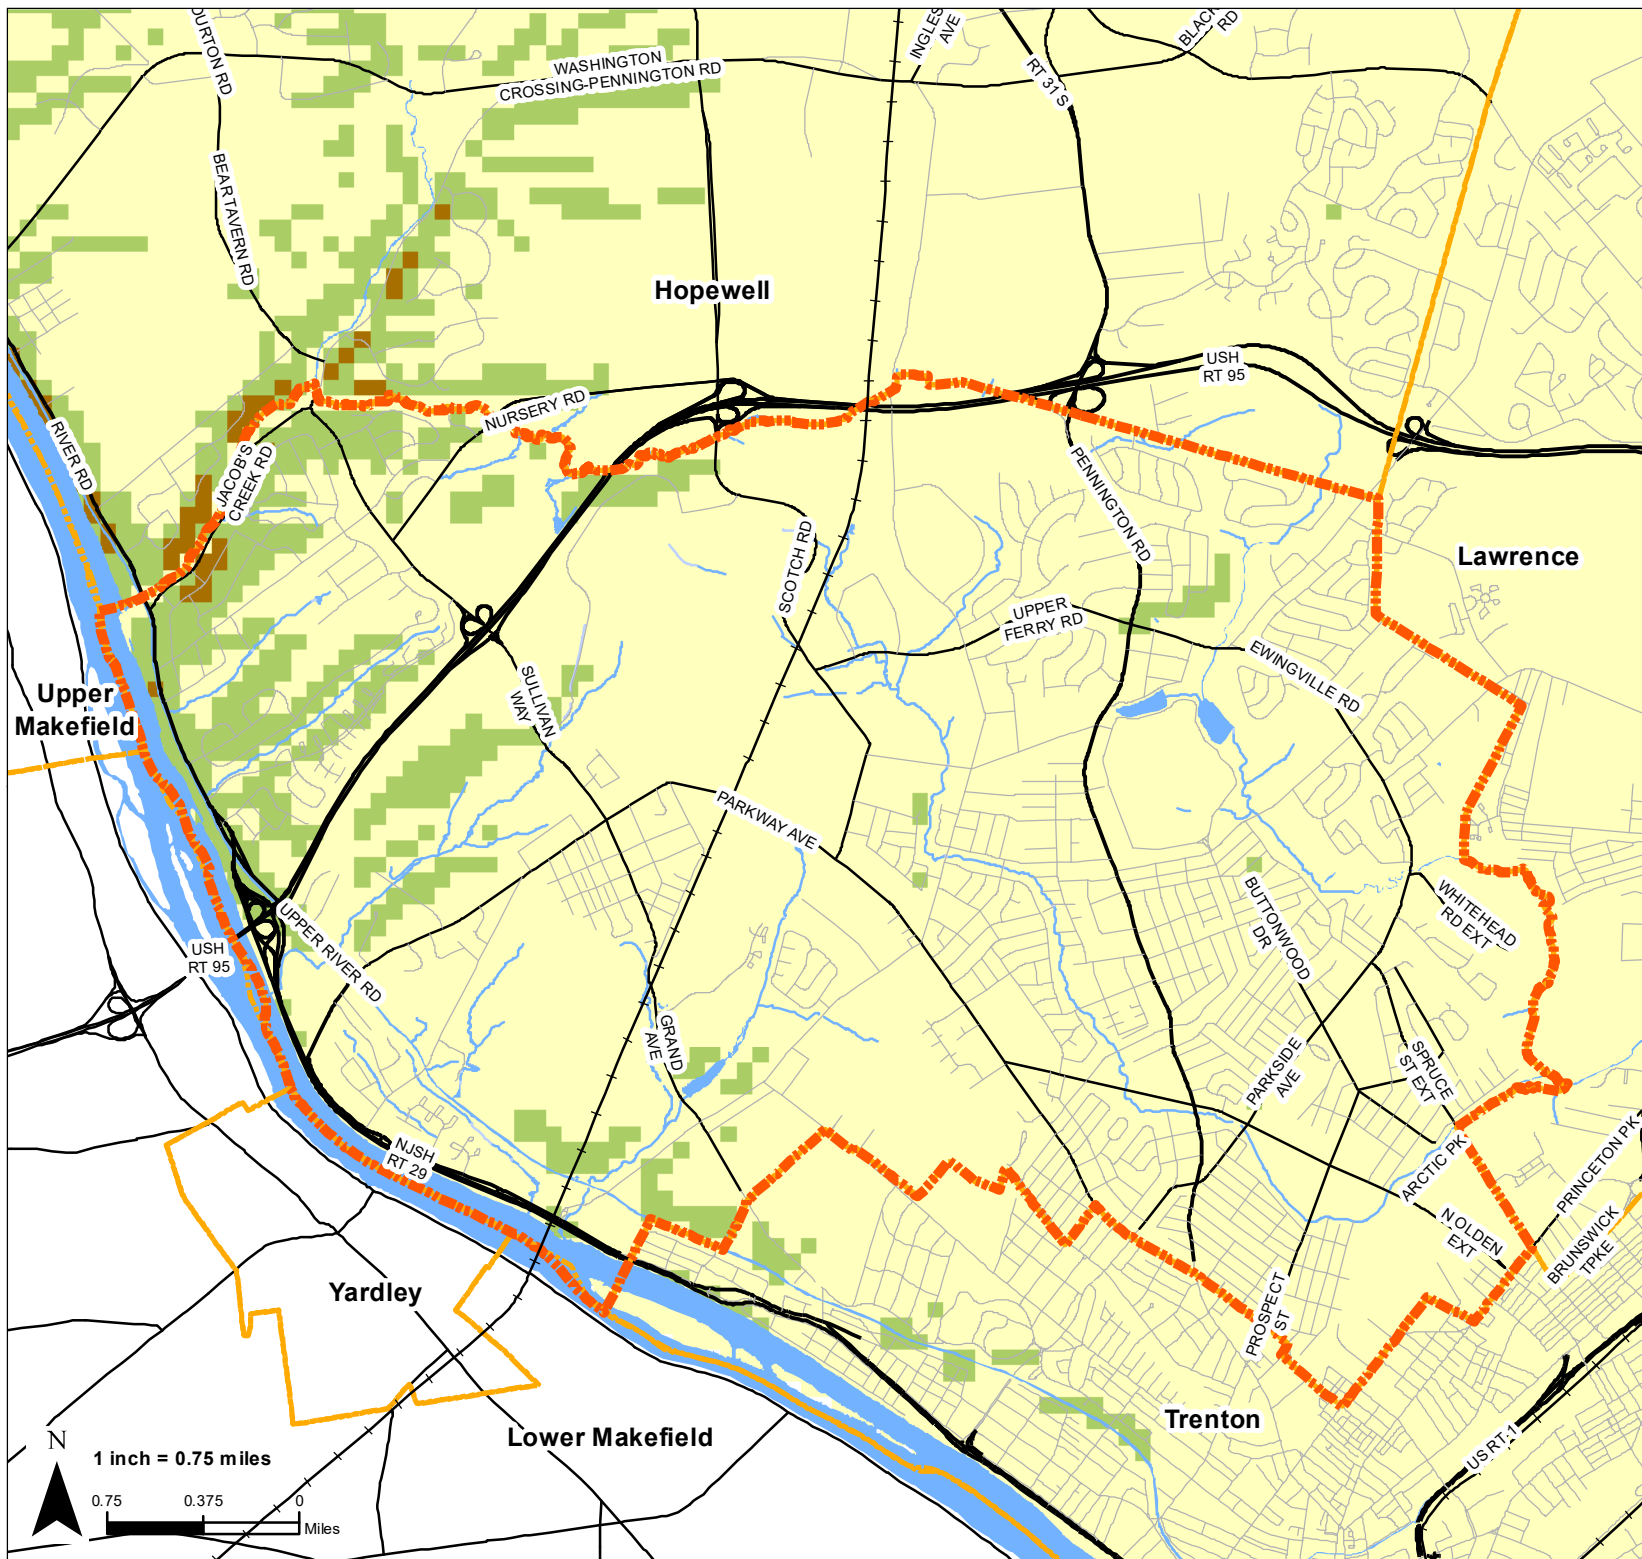 OURTON RD
WASHINGTON
CROSSING-PENNINGTON RD
INGLES
AVE
RT 31 S
BLACK
RD
BEAR TAVERN RD
Hopewell
USH
RT 95
NURSERY RD
RIVER RD
JACOB'S
CREEK RD
PENNINGTON RD
Lawrence
SCOTCH RD
UPPER
FERRY RD
EWINGVILLE RD
Upper
Makefield
SULLIVAN
WAY
PARKWAY AVE
BUTTONWOOD
DR
WHITEHEAD
RD EXT
UPPER RIVER RD
USH
RT 95
GRAND
AVE
PARKSIDE
AVE
SPRUCE
ST EXT
NJSH
RT 29
ARCTIC PK
PRINCETON PK
N OLDEN
EXT
BRUNSWICK
TPKE
Yardley
PROSPECT
ST
Trenton
Lower Makefield
US RT 1
N
1 inch = 0.75 miles
0.75 0.375 0
Miles